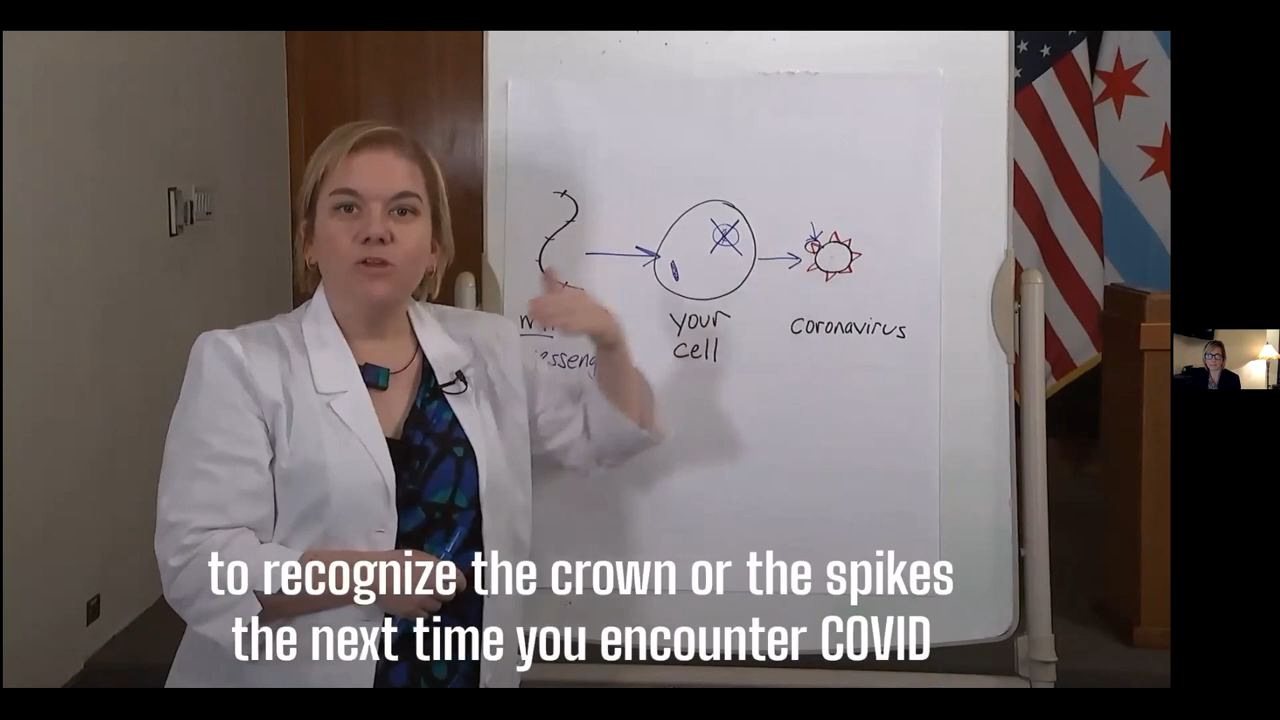 your
cell
coronavirus
to recognize the crown or the spikes
the next time you encounter COVID